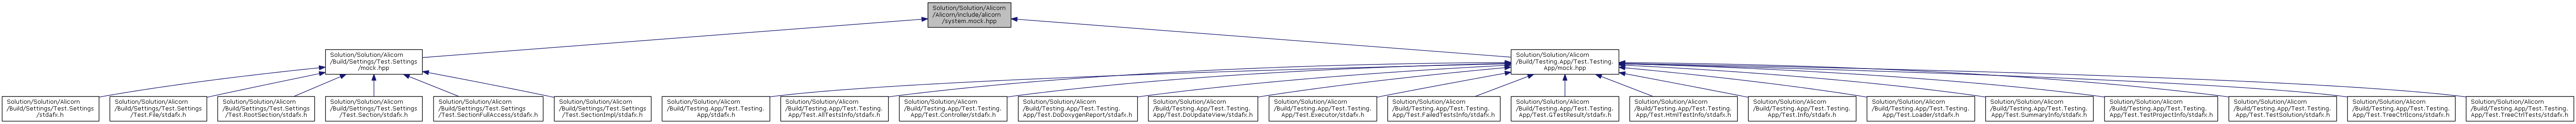 Solution/Solution/Alicorn
/Alicorn/include/alicorn
/system.mock.hpp
Solution/Solution/Alicorn
/Build/Settings/Test.Settings
/mock.hpp
Solution/Solution/Alicorn
/Build/Testing.App/Test.Testing.
App/mock.hpp
Solution/Solution/Alicorn
/Build/Settings/Test.Settings
/stdafx.h
Solution/Solution/Alicorn
/Build/Settings/Test.Settings
/Test.File/stdafx.h
Solution/Solution/Alicorn
/Build/Settings/Test.Settings
/Test.RootSection/stdafx.h
Solution/Solution/Alicorn
/Build/Settings/Test.Settings
/Test.Section/stdafx.h
Solution/Solution/Alicorn
/Build/Settings/Test.Settings
/Test.SectionFullAccess/stdafx.h
Solution/Solution/Alicorn
/Build/Settings/Test.Settings
/Test.SectionImpl/stdafx.h
Solution/Solution/Alicorn
/Build/Testing.App/Test.Testing.
App/stdafx.h
Solution/Solution/Alicorn
/Build/Testing.App/Test.Testing.
App/Test.AllTestsInfo/stdafx.h
Solution/Solution/Alicorn
/Build/Testing.App/Test.Testing.
App/Test.Controller/stdafx.h
Solution/Solution/Alicorn
/Build/Testing.App/Test.Testing.
App/Test.DoDoxygenReport/stdafx.h
Solution/Solution/Alicorn
/Build/Testing.App/Test.Testing.
App/Test.DoUpdateView/stdafx.h
Solution/Solution/Alicorn
/Build/Testing.App/Test.Testing.
App/Test.Executor/stdafx.h
Solution/Solution/Alicorn
/Build/Testing.App/Test.Testing.
App/Test.FailedTestsInfo/stdafx.h
Solution/Solution/Alicorn
/Build/Testing.App/Test.Testing.
App/Test.GTestResult/stdafx.h
Solution/Solution/Alicorn
/Build/Testing.App/Test.Testing.
App/Test.HtmlTestInfo/stdafx.h
Solution/Solution/Alicorn
/Build/Testing.App/Test.Testing.
App/Test.Info/stdafx.h
Solution/Solution/Alicorn
/Build/Testing.App/Test.Testing.
App/Test.Loader/stdafx.h
Solution/Solution/Alicorn
/Build/Testing.App/Test.Testing.
App/Test.SummaryInfo/stdafx.h
Solution/Solution/Alicorn
/Build/Testing.App/Test.Testing.
App/Test.TestProjectInfo/stdafx.h
Solution/Solution/Alicorn
/Build/Testing.App/Test.Testing.
App/Test.TestSolution/stdafx.h
Solution/Solution/Alicorn
/Build/Testing.App/Test.Testing.
App/Test.TreeCtrlIcons/stdafx.h
Solution/Solution/Alicorn
/Build/Testing.App/Test.Testing.
App/Test.TreeCtrlTests/stdafx.h